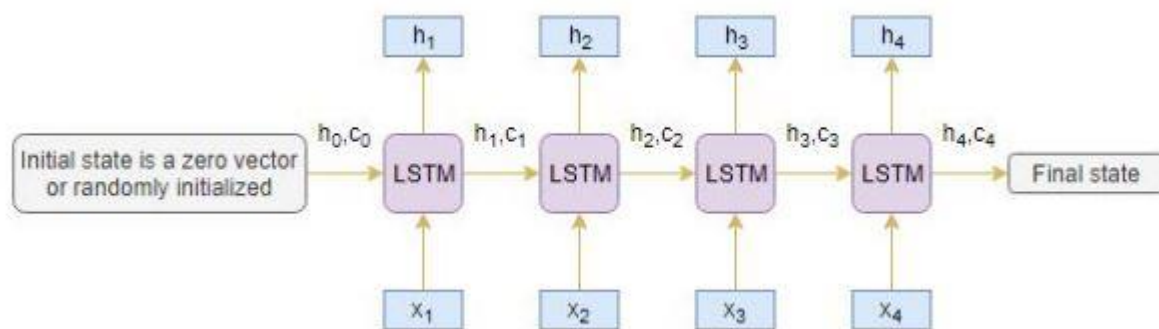 h₁ h₂ h₃ h₄
h₀,c₀ h₁,c₁ h₂,c₂ h₃,c₃ h₄,c₄
Initial state is a zero vector
or randomly initialized
LSTM LSTM LSTM LSTM
Final state
x₁ x₂ x₃ x₄